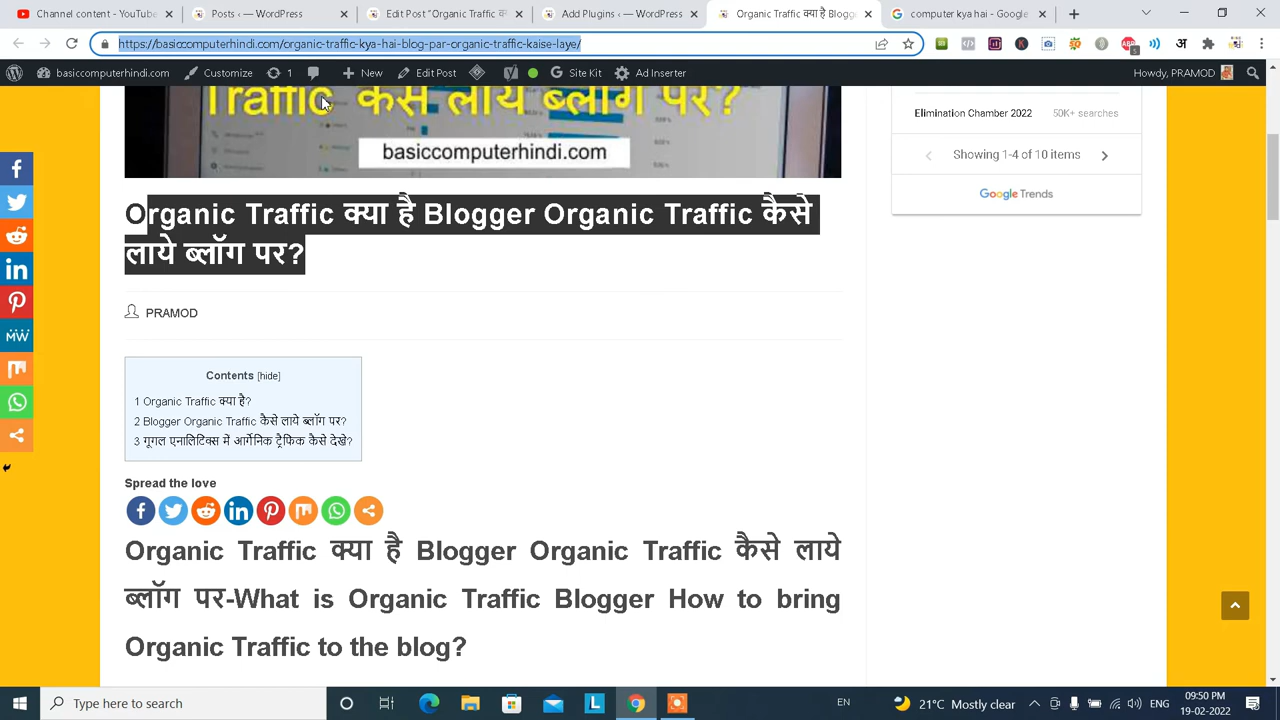 Channel content - YouTube
Edit Post "Organic Traffic क्य
Add Plugins ‹ WordPress
Organic Traffic क्या है Blogg
computer kya hai - Google
https://basiccomputerhindi.com/organic-traffic-kya-hai-blog-par-organic-traffic-kaise-laye/
अ
basiccomputerhindi.com
Customize
1
New
Edit Post
Site Kit
Ad Inserter
Howdy, PRAMOD
Traffic कैसे लाये ब्लॉग पर?
basiccomputerhindi.com
Elimination Chamber 2022 50K+ searches
Showing 1-4 of 10 items
Google Trends
Organic Traffic क्या है Blogger Organic Traffic कैसे
लाये ब्लॉग पर?
PRAMOD
Contents [hide]
1 Organic Traffic क्या है?
2 Blogger Organic Traffic कैसे लाये ब्लॉग पर?
3 गूगल एनालिटिक्स में आर्गेनिक ट्रैफिक कैसे देखे?
MW
Spread the love
Organic Traffic क्या है Blogger Organic Traffic कैसे लाये
ब्लॉग पर-What is Organic Traffic Blogger How to bring
Organic Traffic to the blog?
Type here to search
L
EN
21°C Mostly clear
ENG
09:50 PM
19-02-2022